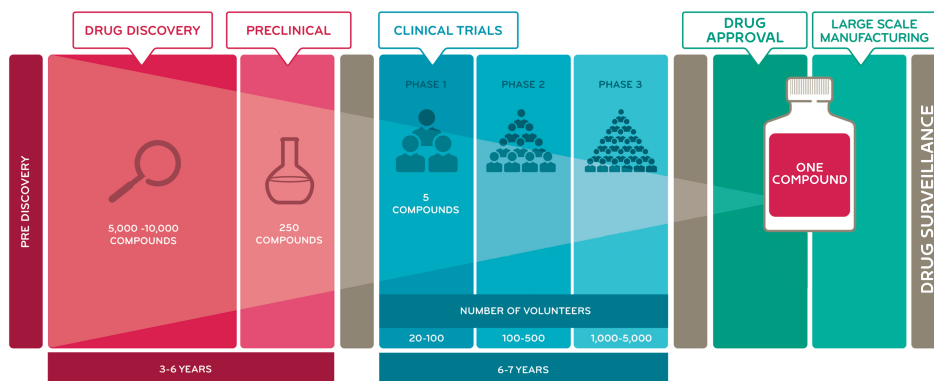 DRUG DISCOVERY
PRECLINICAL
CLINICAL TRIALS
DRUG
APPROVAL
LARGE SCALE
MANUFACTURING
PRE DISCOVERY
5,000 -10,000
COMPOUNDS
250
COMPOUNDS
PHASE 1
PHASE 2
PHASE 3
5
COMPOUNDS
ONE
COMPOUND
DRUG SURVEILLANCE
NUMBER OF VOLUNTEERS
20-100
100-500
1,000-5,000
3-6 YEARS
6-7 YEARS